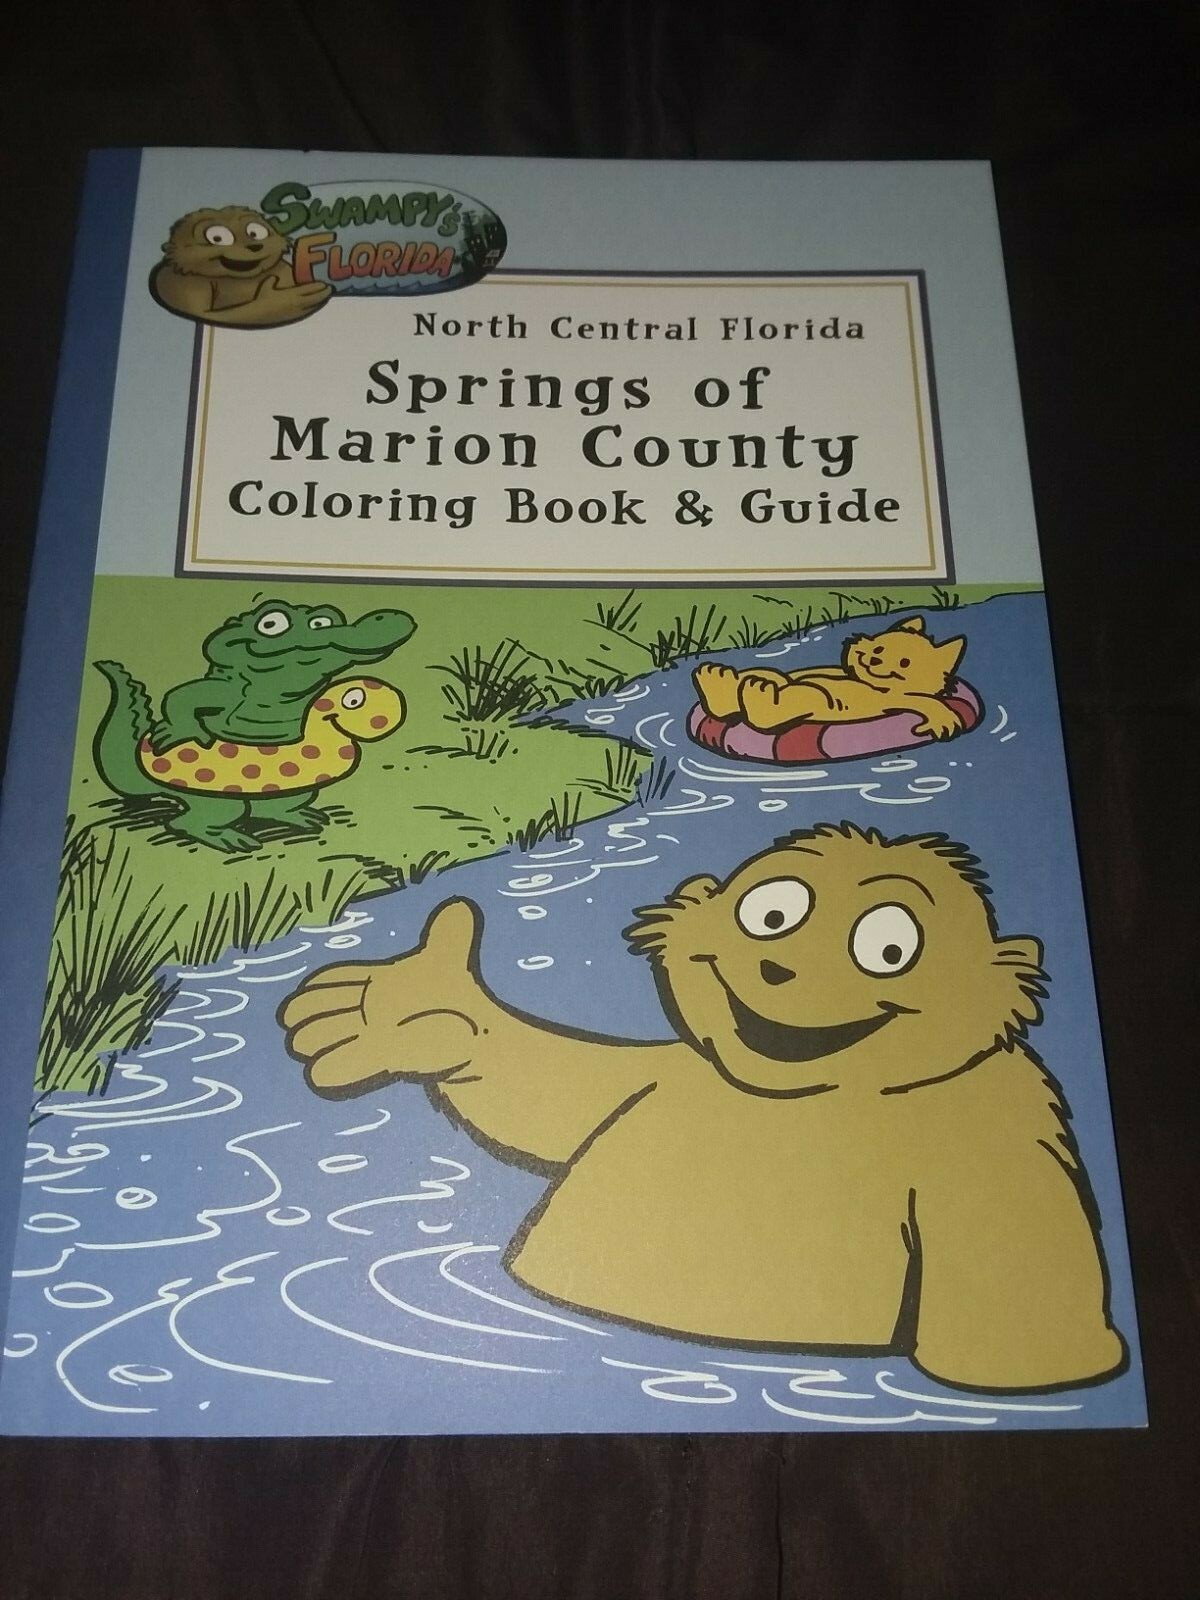 Swampy's
Florida
North Central Florida
Springs of
Marion County
Coloring Book & Guide